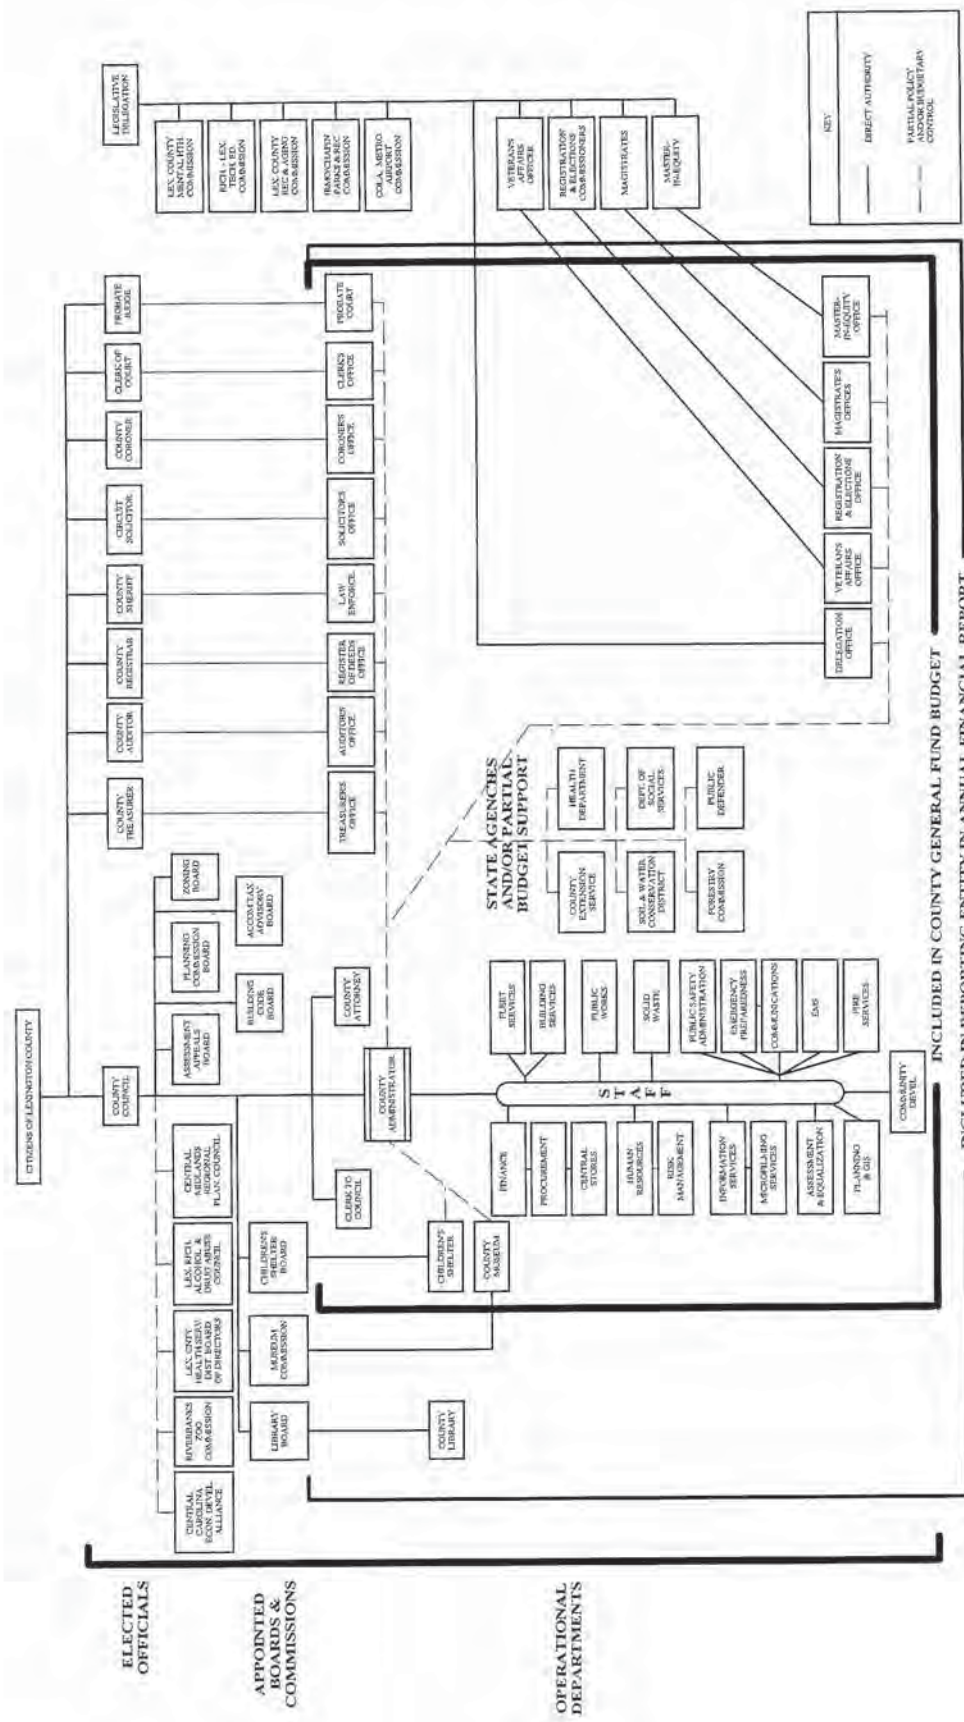 CITIZENS OF LEXINGTON COUNTY
ELECTED
OFFICIALS
COUNTY
COUNCIL
COUNTY
TREASURER
COUNTY
AUDITOR
COUNTY
REGISTRAR
COUNTY
SHERIFF
CIRCUIT
SOLICITOR
COUNTY
CORONER
CLERK OF
COURT
PROBATE
JUDGE
LEGISLATIVE
DELEGATION
APPOINTED
BOARDS &
COMMISSIONS
CENTRAL
CAROLINA
ECON. DEVEL.
ALLIANCE
RIVERBANKS
ZOO
COMMISSION
LEX. CNTY
HEALTH SERV.
DIST. BOARD
OF DIRECTORS
LEX. RICH.
ALCOHOL &
DRUG ABUSE
COUNCIL
CENTRAL
MIDLANDS
REGIONAL
PLAN. COUNCIL
ASSESSMENT
APPEALS
BOARD
PLANNING
COMMISSION
BOARD
ZONING
BOARD
BUILDING
CODE
BOARD
ACCOM.TAX
ADVISORY
BOARD
LIBRARY
BOARD
MUSEUM
COMMISSION
CHILDREN'S
SHELTER
BOARD
LEX. COUNTY
MENTAL HTH
COMMISSION
RICH - LEX.
TECH. ED.
COMMISSION
LEX. COUNTY
REC & AGING
COMMISSION
IRMO/CHAPIN
PARKS & REC
COMMISSION
COLA. METRO
AIRPORT
COMMISSION
CLERK TO
COUNCIL
COUNTY
ATTORNEY
COUNTY
ADMINISTRATOR
TREASURER'S
OFFICE
AUDITOR'S
OFFICE
REGISTER
OF DEEDS
OFFICE
LAW
ENFORCE.
SOLICITOR'S
OFFICE
CORONER'S
OFFICE
CLERK'S
OFFICE
PROBATE
COURT
OPERATIONAL
DEPARTMENTS
COUNTY
LIBRARY
CHILDREN'S
SHELTER
COUNTY
MUSEUM
STAFF
FINANCE
PROCUREMENT
CENTRAL
STORES
HUMAN
RESOURCES
RISK
MANAGEMENT
INFORMATION
SERVICES
MICROFILMING
SERVICES
ASSESSMENT
& EQUALIZATION
PLANNING
& GIS
FLEET
SERVICES
BUILDING
SERVICES
PUBLIC
WORKS
SOLID
WASTE
PUBLIC SAFETY
ADMINISTRATION
EMERGENCY
PREPAREDNESS
COMMUNICATIONS
EMS
FIRE
SERVICES
COMMUNITY
DEVEL.
STATE AGENCIES
AND/OR PARTIAL
BUDGET SUPPORT
COUNTY
EXTENSION
SERVICE
HEALTH
DEPARTMENT
SOIL & WATER
CONSERVATION
DISTRICT
DEPT. OF
SOCIAL
SERVICES
FORESTRY
COMMISSION
PUBLIC
DEFENDER
VETERAN'S
AFFAIRS
OFFICER
REGISTRATION
& ELECTIONS
COMMISSIONERS
MAGISTRATES
MASTER-
IN-EQUITY
DELEGATION
OFFICE
VETERAN'S
AFFAIRS
OFFICE
REGISTRATION
& ELECTIONS
OFFICE
MAGISTRATE'S
OFFICES
MASTER-
IN-EQUITY
OFFICE
KEY
DIRECT AUTHORITY
PARTIAL POLICY
AND/OR BUDGETARY
CONTROL
INCLUDED IN COUNTY GENERAL FUND BUDGET
INCLUDED IN REPORTING ENTITY IN ANNUAL FINANCIAL REPORT